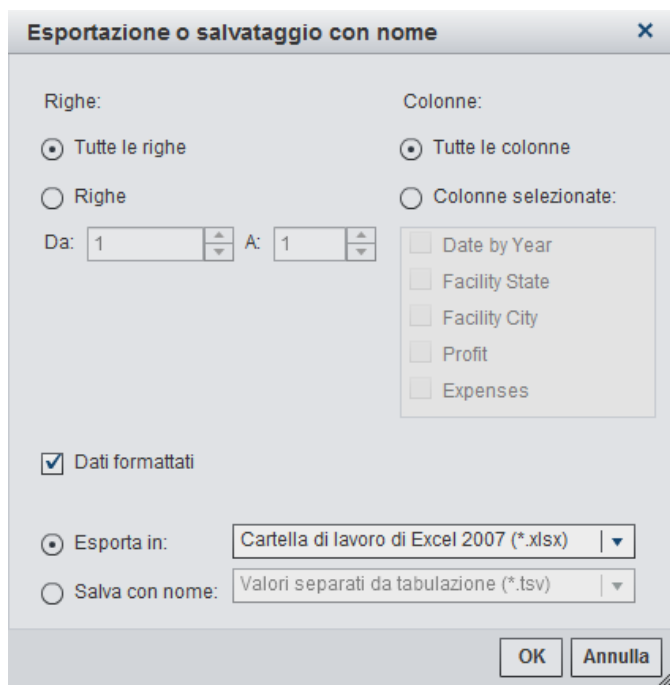 Esportazione o salvataggio con nome
Righe:
Tutte le righe
Righe
Da: 1 A: 1
Colonne:
Tutte le colonne
Colonne selezionate:
Date by Year
Facility State
Facility City
Profit
Expenses
Dati formattati
Esporta in: Cartella di lavoro di Excel 2007 (*.xlsx)
Salva con nome: Valori separati da tabulazione (*.tsv)
OK Annulla